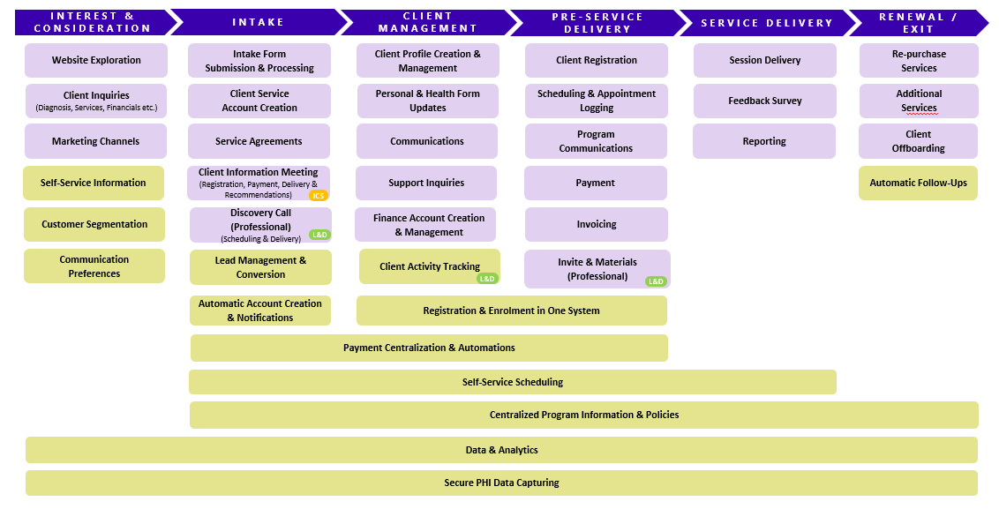 INTEREST &
CONSIDERATION
INTAKE
CLIENT
MANAGEMENT
PRE-SERVICE
DELIVERY
SERVICE DELIVERY
RENEWAL /
EXIT
Website Exploration
Intake Form
Submission & Processing
Client Profile Creation &
Management
Client Registration
Session Delivery
Re-purchase
Services
Client Inquiries
(Diagnosis, Services, Financials etc.)
Client Service
Account Creation
Personal & Health Form
Updates
Scheduling & Appointment
Logging
Feedback Survey
Additional
Services
Marketing Channels
Service Agreements
Communications
Program
Communications
Reporting
Client
Offboarding
Self-Service Information
Client Information Meeting
(Registration, Payment, Delivery &
Recommendations)
ICS
Support Inquiries
Payment
Automatic Follow-Ups
Customer Segmentation
Discovery Call
(Professional)
(Scheduling & Delivery)
L&D
Finance Account Creation
& Management
Invoicing
Communication
Preferences
Lead Management &
Conversion
Client Activity Tracking
L&D
Invite & Materials
(Professional)
L&D
Automatic Account Creation
& Notifications
Registration & Enrolment in One System
Payment Centralization & Automations
Self-Service Scheduling
Centralized Program Information & Policies
Data & Analytics
Secure PHI Data Capturing